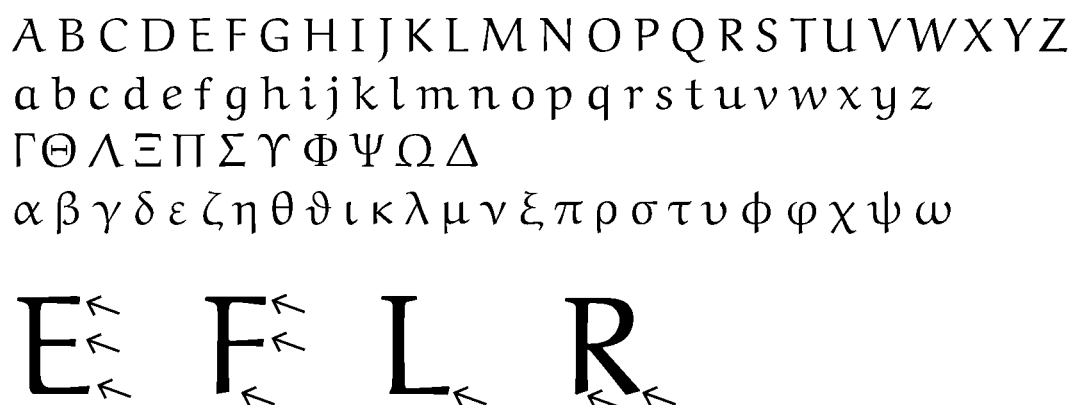 A B C D E F G H I J K L M N O P Q R S T U V W X Y Z
a b c d e f g h i j k l m n o p q r s t u v w x y z
Γ Θ Λ Ξ Π Σ ϒ Φ Ψ Ω Δ
α β γ δ ε ζ η θ ϑ ι κ λ μ ν ξ π ρ σ τ υ ϕ φ χ ψ ω
E F L R